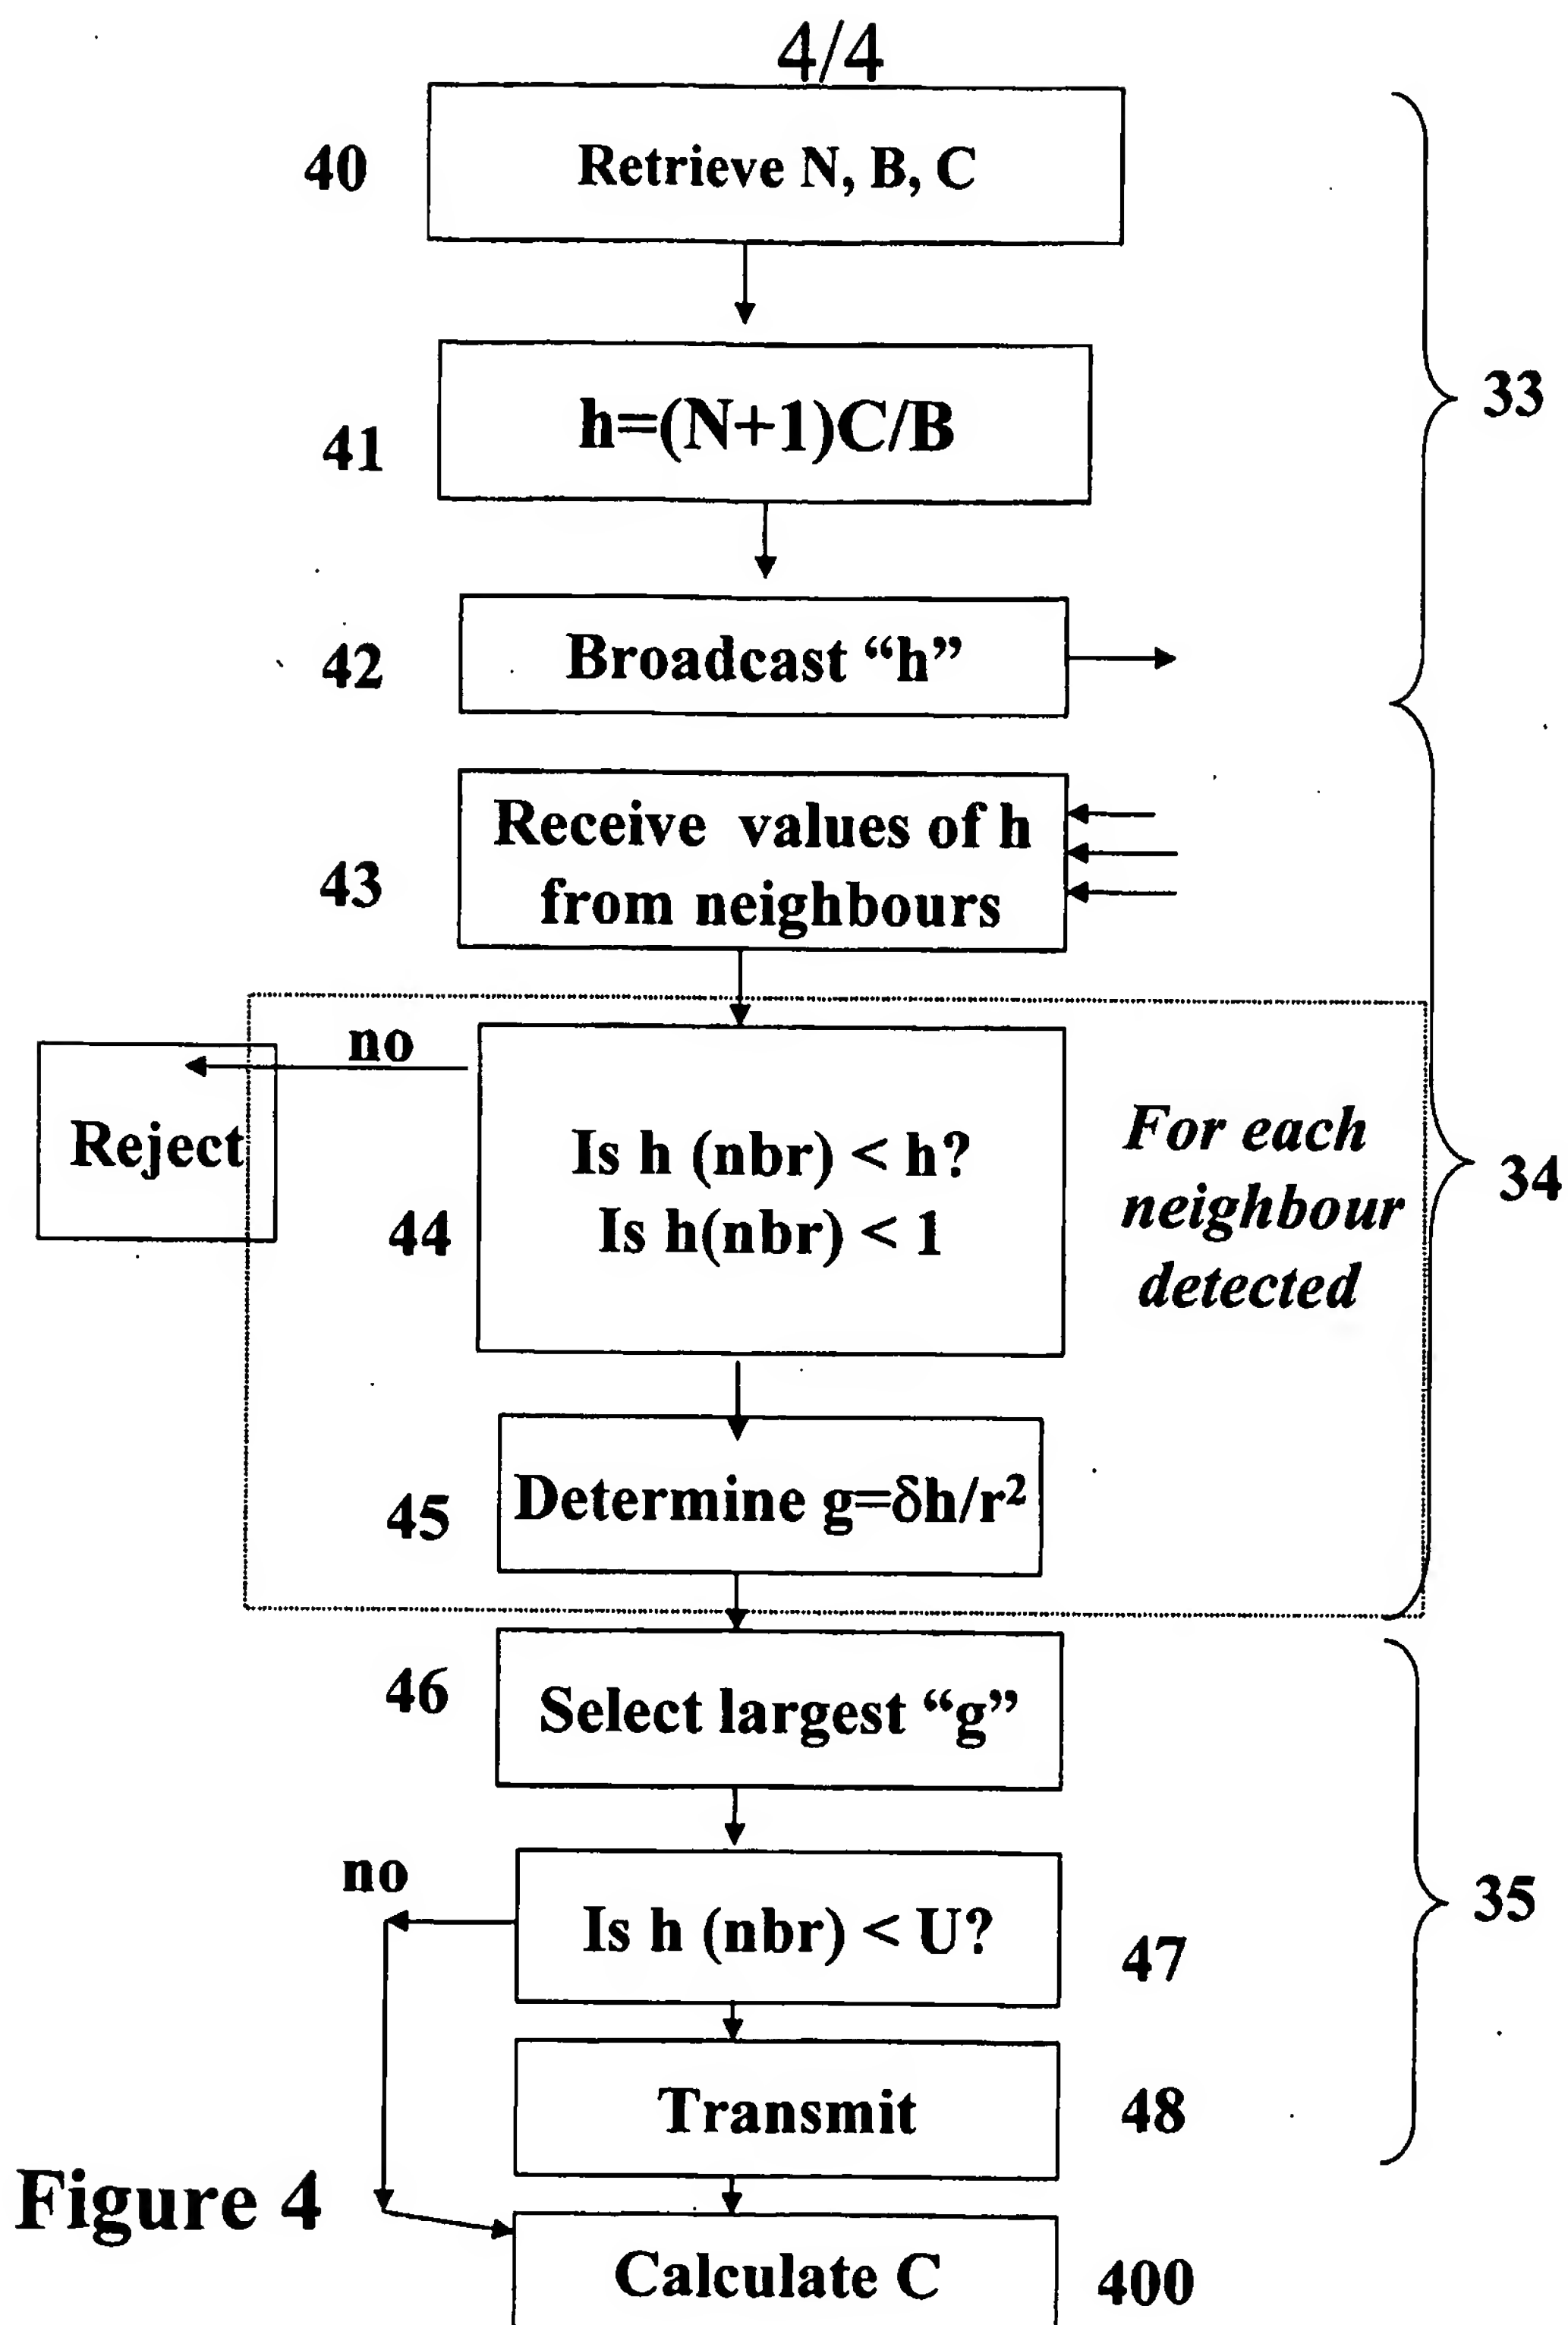 4/4
40
Retrieve N, B, C
33
41
h=(N+1)C/B
42
Broadcast “h”
43
Receive values of h
from neighbours
no
Reject
44
Is h (nbr) < h?
Is h(nbr) < 1
For each
neighbour
detected
34
45
Determine g=δh/r²
46
Select largest “g”
35
no
Is h (nbr) < U?
47
Transmit
48
Figure 4
Calculate C
400